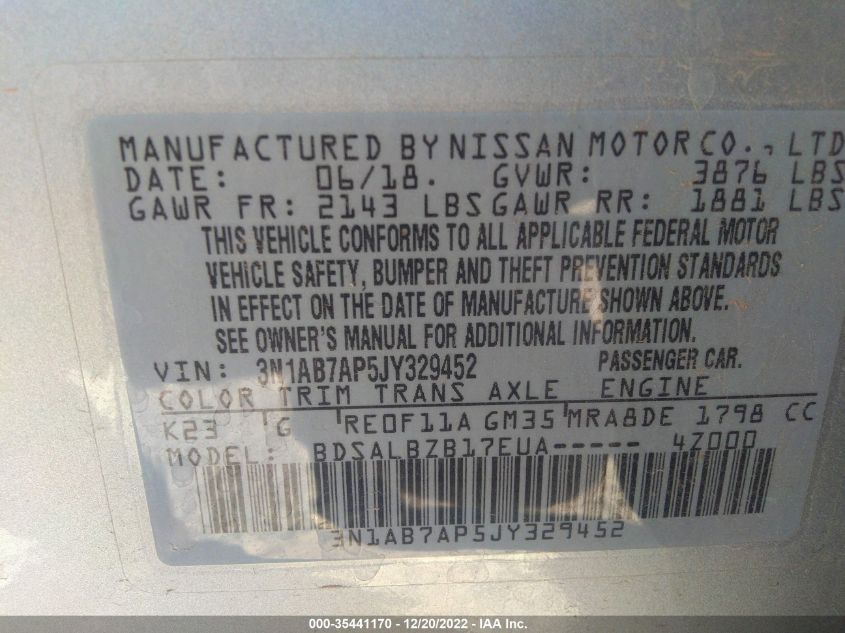 MANUFACTURED BY NISSAN MOTOR CO., LTD
DATE: 06/18. GVWR: 3876 LBS
GAWR FR: 2143 LBS GAWR RR: 1881 LBS
THIS VEHICLE CONFORMS TO ALL APPLICABLE FEDERAL MOTOR
VEHICLE SAFETY, BUMPER AND THEFT PREVENTION STANDARDS
IN EFFECT ON THE DATE OF MANUFACTURE SHOWN ABOVE.
SEE OWNER'S MANUAL FOR ADDITIONAL INFORMATION.
VIN: 3N1AB7AP5JY329452 PASSENGER CAR.
COLOR TRIM TRANS AXLE ENGINE
K23 G RE0F11A GM35 MRA8DE 1798 CC
MODEL: BDSALBZB17EUA----- 4Z000
3N1AB7AP5JY329452
000-35441170 - 12/20/2022 - IAA Inc.